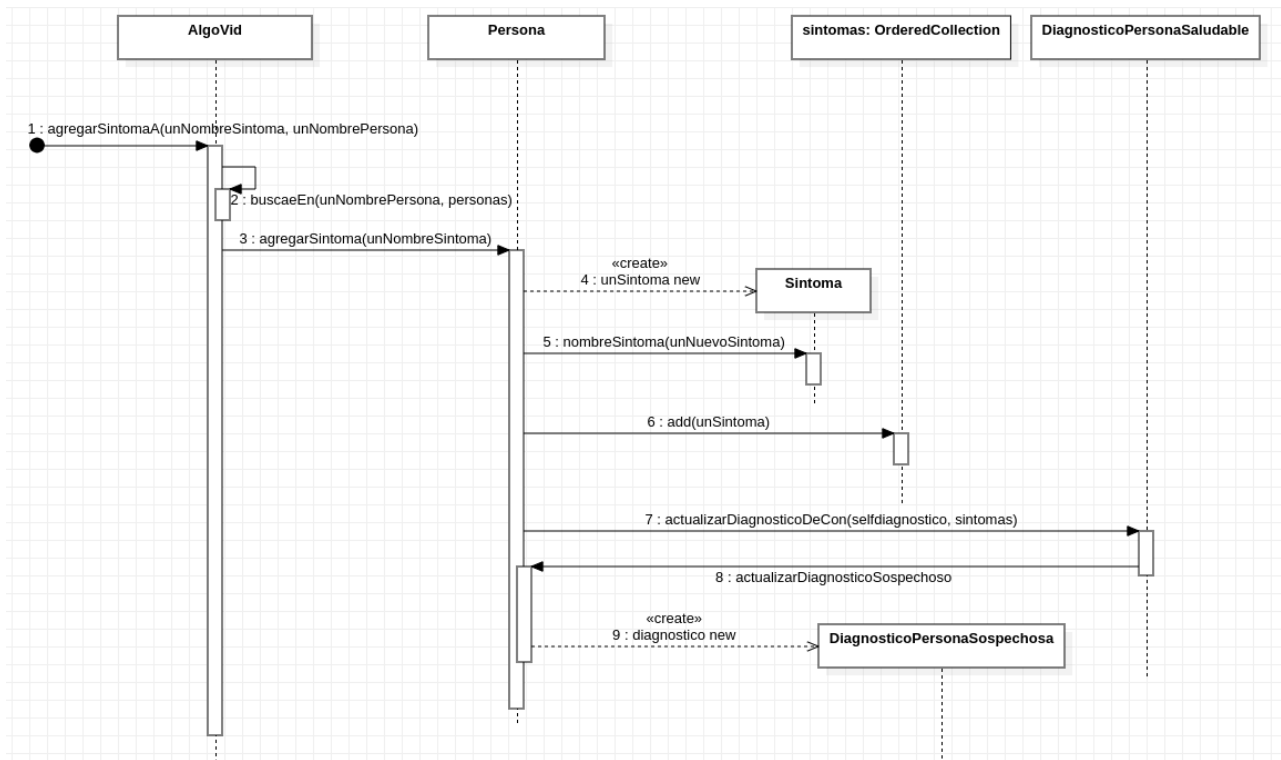 AlgoVid
Persona
sintomas: OrderedCollection
DiagnosticoPersonaSaludable
1 : agregarSintomaA(unNombreSintoma, unNombrePersona)
2 : buscaeEn(unNombrePersona, personas)
3 : agregarSintoma(unNombreSintoma)
«create»
4 : unSintoma new
Sintoma
5 : nombreSintoma(unNuevoSintoma)
6 : add(unSintoma)
7 : actualizarDiagnosticoDeCon(selfdiagnostico, sintomas)
8 : actualizarDiagnosticoSospechoso
«create»
9 : diagnostico new
DiagnosticoPersonaSospechosa